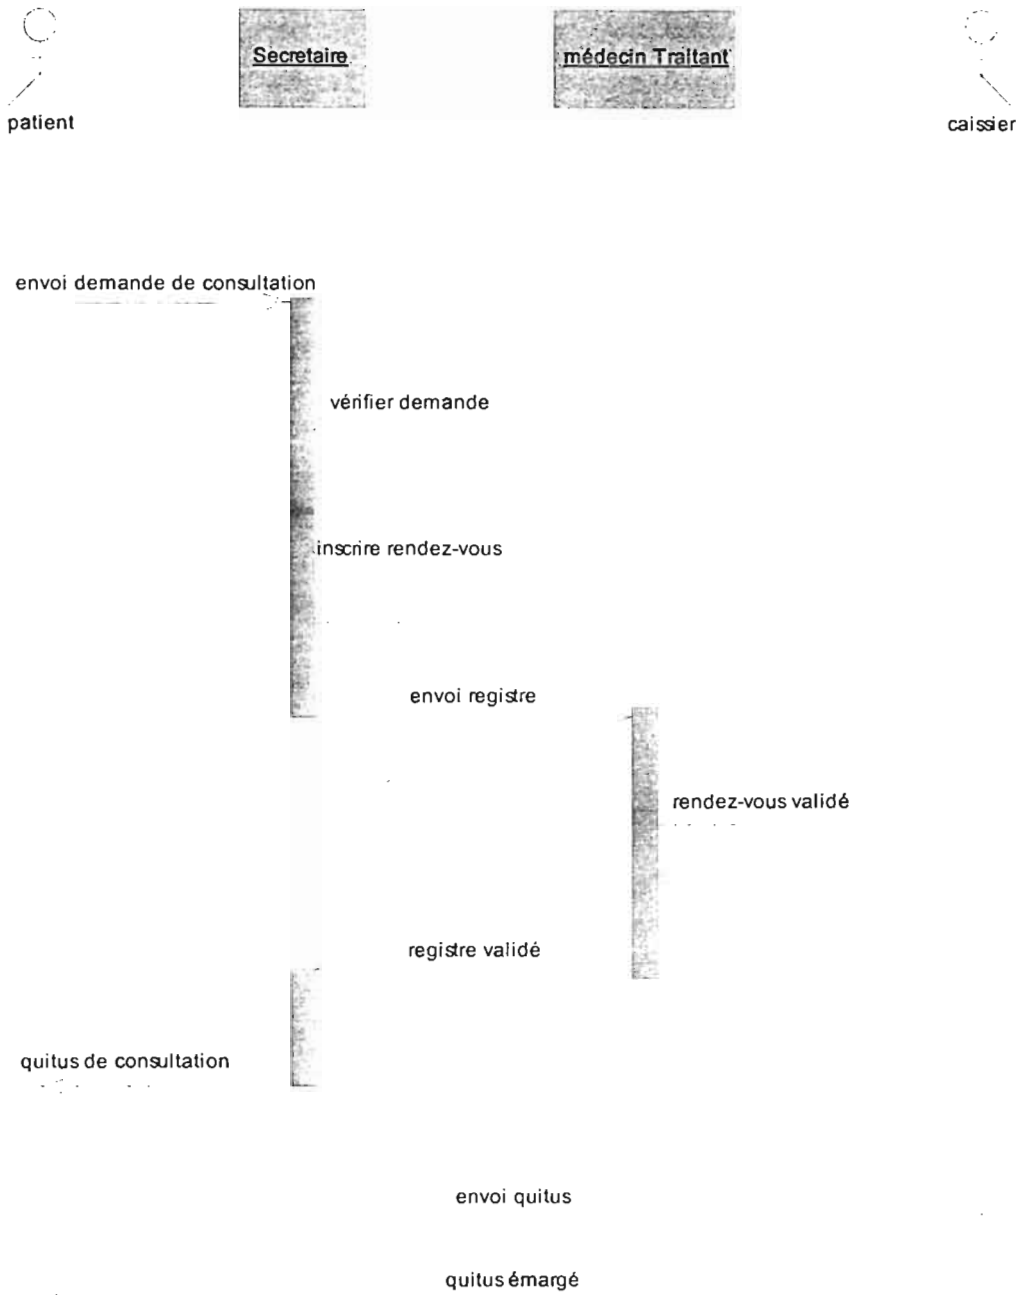 Secretaire
médecin Traitant
patient
caissier
envoi demande de consultation
vérifier demande
inscrire rendez-vous
envoi registre
rendez-vous validé
registre validé
quitus de consultation
envoi quitus
quitus émargé